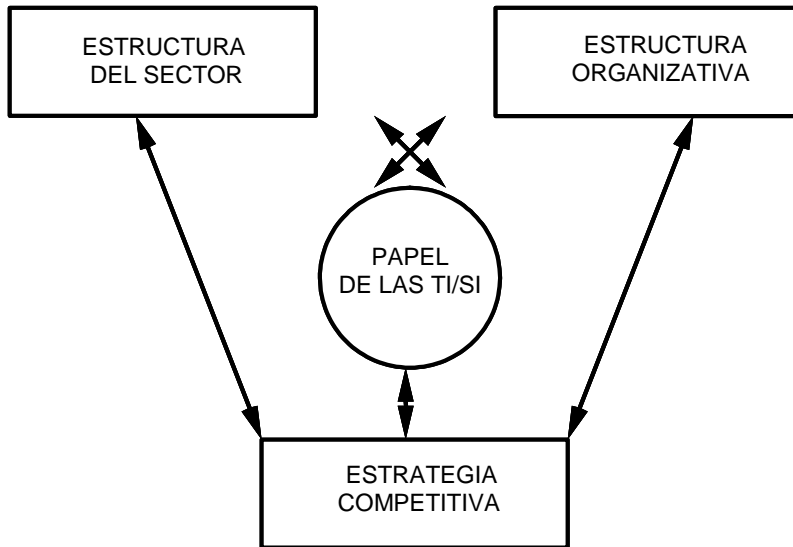 ESTRUCTURA
DEL SECTOR
ESTRUCTURA
ORGANIZATIVA
PAPEL
DE LAS TI/SI
ESTRATEGIA
COMPETITIVA